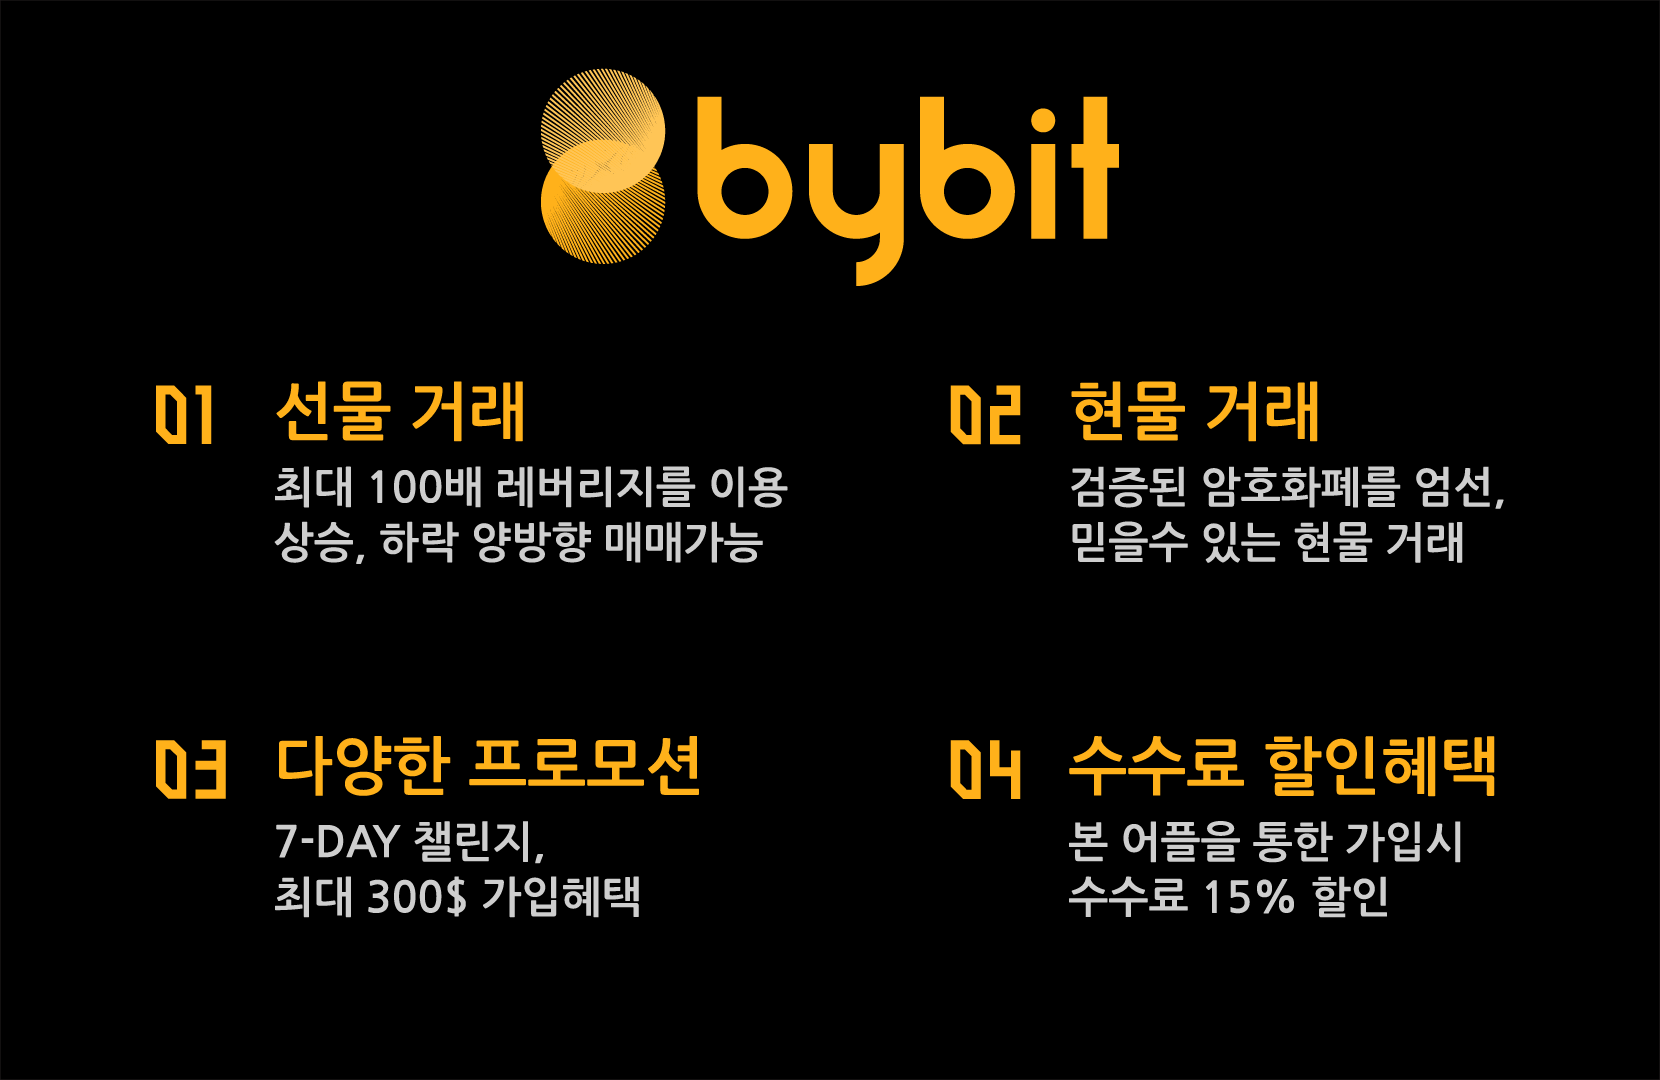 bybit
01 선물 거래
최대 100배 레버리지를 이용
상승, 하락 양방향 매매가능
02 현물 거래
검증된 암호화폐를 엄선,
믿을수 있는 현물 거래
03 다양한 프로모션
7-DAY 챌린지,
최대 300$ 가입혜택
04 수수료 할인혜택
본 어플을 통한 가입시
수수료 15% 할인